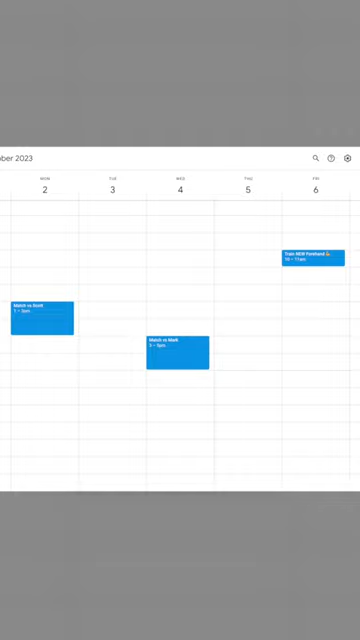 ber 2023
MON TUE WED THU FRI
2 3 4 5 6
Train NEW Forehand 💪
10 – 11am
Match vs Scott
1 – 3pm
Match vs Mark
3 – 5pm